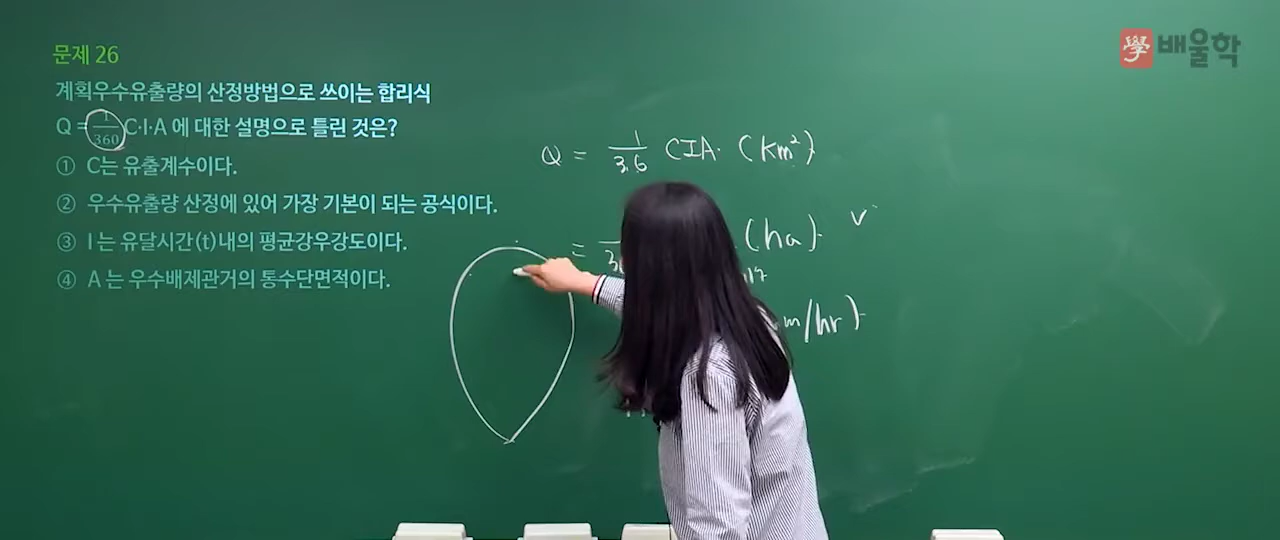 문제 26
계획우수유출량의 산정방법으로 쓰이는 합리식
Q = 1/360 C·I·A 에 대한 설명으로 틀린 것은?
① C는 유출계수이다.
② 우수유출량 산정에 있어 가장 기본이 되는 공식이다.
③ I 는 유달시간(t)내의 평균강우강도이다.
④ A 는 우수배제관거의 통수단면적이다.
學 배울학
Q = 1/3.6 CIA. (km²)
= (ha). v
m/hr).